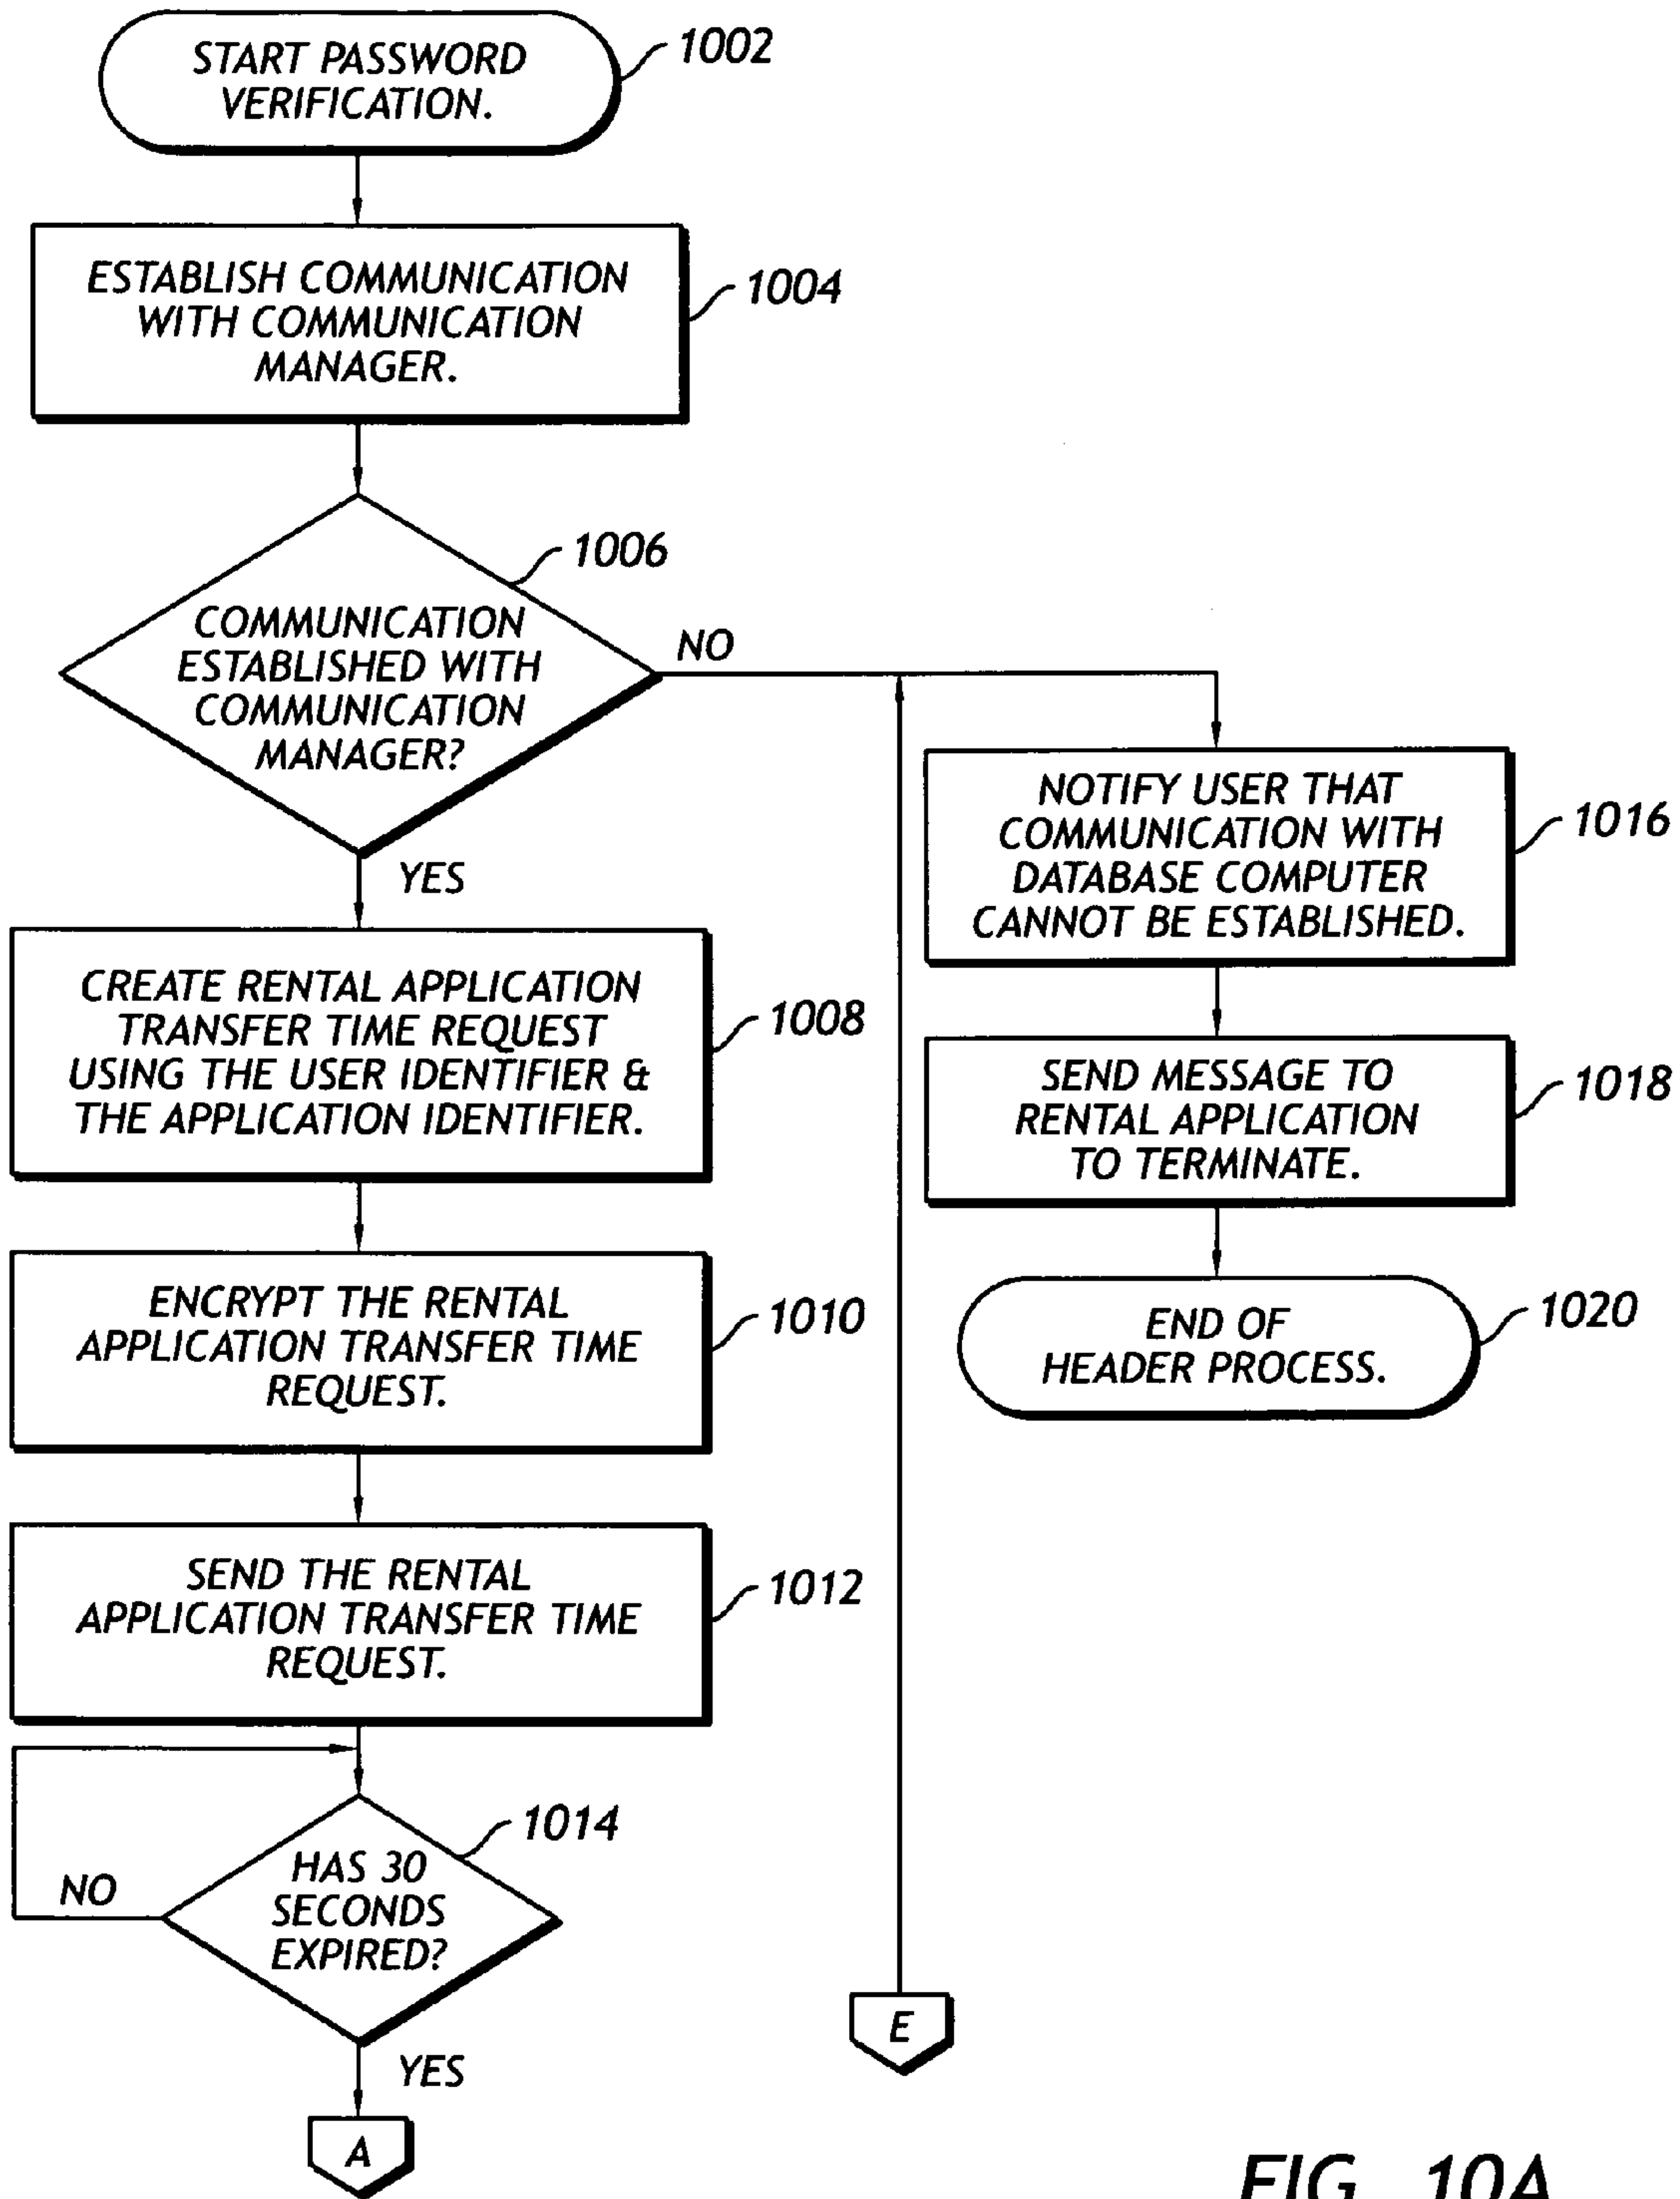 START PASSWORD
VERIFICATION.
1002
ESTABLISH COMMUNICATION
WITH COMMUNICATION
MANAGER.
1004
COMMUNICATION
ESTABLISHED WITH
COMMUNICATION
MANAGER?
1006
NO
YES
CREATE RENTAL APPLICATION
TRANSFER TIME REQUEST
USING THE USER IDENTIFIER &
THE APPLICATION IDENTIFIER.
1008
ENCRYPT THE RENTAL
APPLICATION TRANSFER TIME
REQUEST.
1010
SEND THE RENTAL
APPLICATION TRANSFER TIME
REQUEST.
1012
HAS 30
SECONDS
EXPIRED?
1014
NO
YES
A
NOTIFY USER THAT
COMMUNICATION WITH
DATABASE COMPUTER
CANNOT BE ESTABLISHED.
1016
SEND MESSAGE TO
RENTAL APPLICATION
TO TERMINATE.
1018
END OF
HEADER PROCESS.
1020
E
FIG. 10A